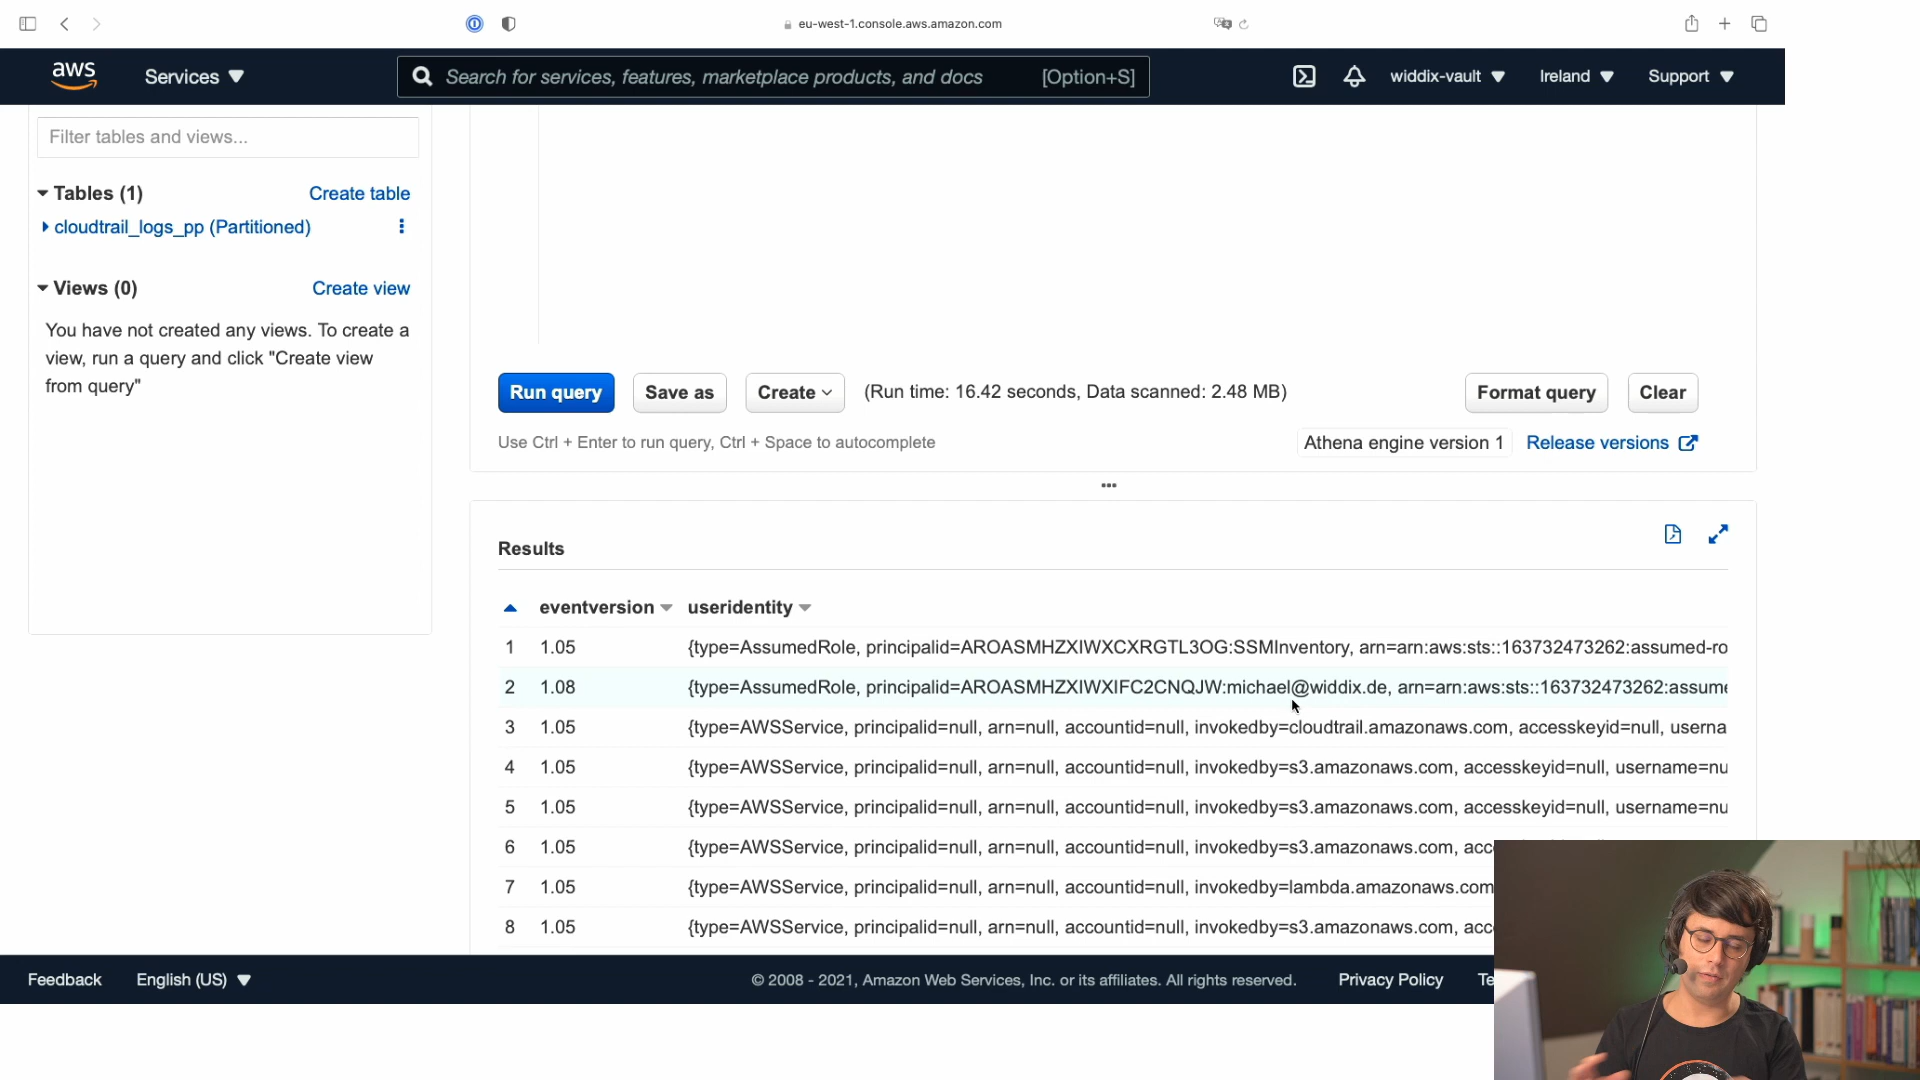 eu-west-1.console.aws.amazon.com
aws
Services
Search for services, features, marketplace products, and docs
[Option+S]
widdix-vault
Ireland
Support
Filter tables and views...
Tables (1)
Create table
cloudtrail_logs_pp (Partitioned)
Views (0)
Create view
You have not created any views. To create a
view, run a query and click "Create view
from query"
Run query
Save as
Create
(Run time: 16.42 seconds, Data scanned: 2.48 MB)
Format query
Clear
Use Ctrl + Enter to run query, Ctrl + Space to autocomplete
Athena engine version 1
Release versions
Results
eventversion
useridentity
1 1.05 {type=AssumedRole, principalid=AROASMHZXIWXCXRGTL3OG:SSMInventory, arn=arn:aws:sts::163732473262:assumed-ro
2 1.08 {type=AssumedRole, principalid=AROASMHZXIWXIFC2CNQJW:michael@widdix.de, arn=arn:aws:sts::163732473262:assume
3 1.05 {type=AWSService, principalid=null, arn=null, accountid=null, invokedby=cloudtrail.amazonaws.com, accesskeyid=null, userna
4 1.05 {type=AWSService, principalid=null, arn=null, accountid=null, invokedby=s3.amazonaws.com, accesskeyid=null, username=nu
5 1.05 {type=AWSService, principalid=null, arn=null, accountid=null, invokedby=s3.amazonaws.com, accesskeyid=null, username=nu
6 1.05 {type=AWSService, principalid=null, arn=null, accountid=null, invokedby=s3.amazonaws.com, acc
7 1.05 {type=AWSService, principalid=null, arn=null, accountid=null, invokedby=lambda.amazonaws.com
8 1.05 {type=AWSService, principalid=null, arn=null, accountid=null, invokedby=s3.amazonaws.com, acc
Feedback
English (US)
© 2008 - 2021, Amazon Web Services, Inc. or its affiliates. All rights reserved.
Privacy Policy
Te